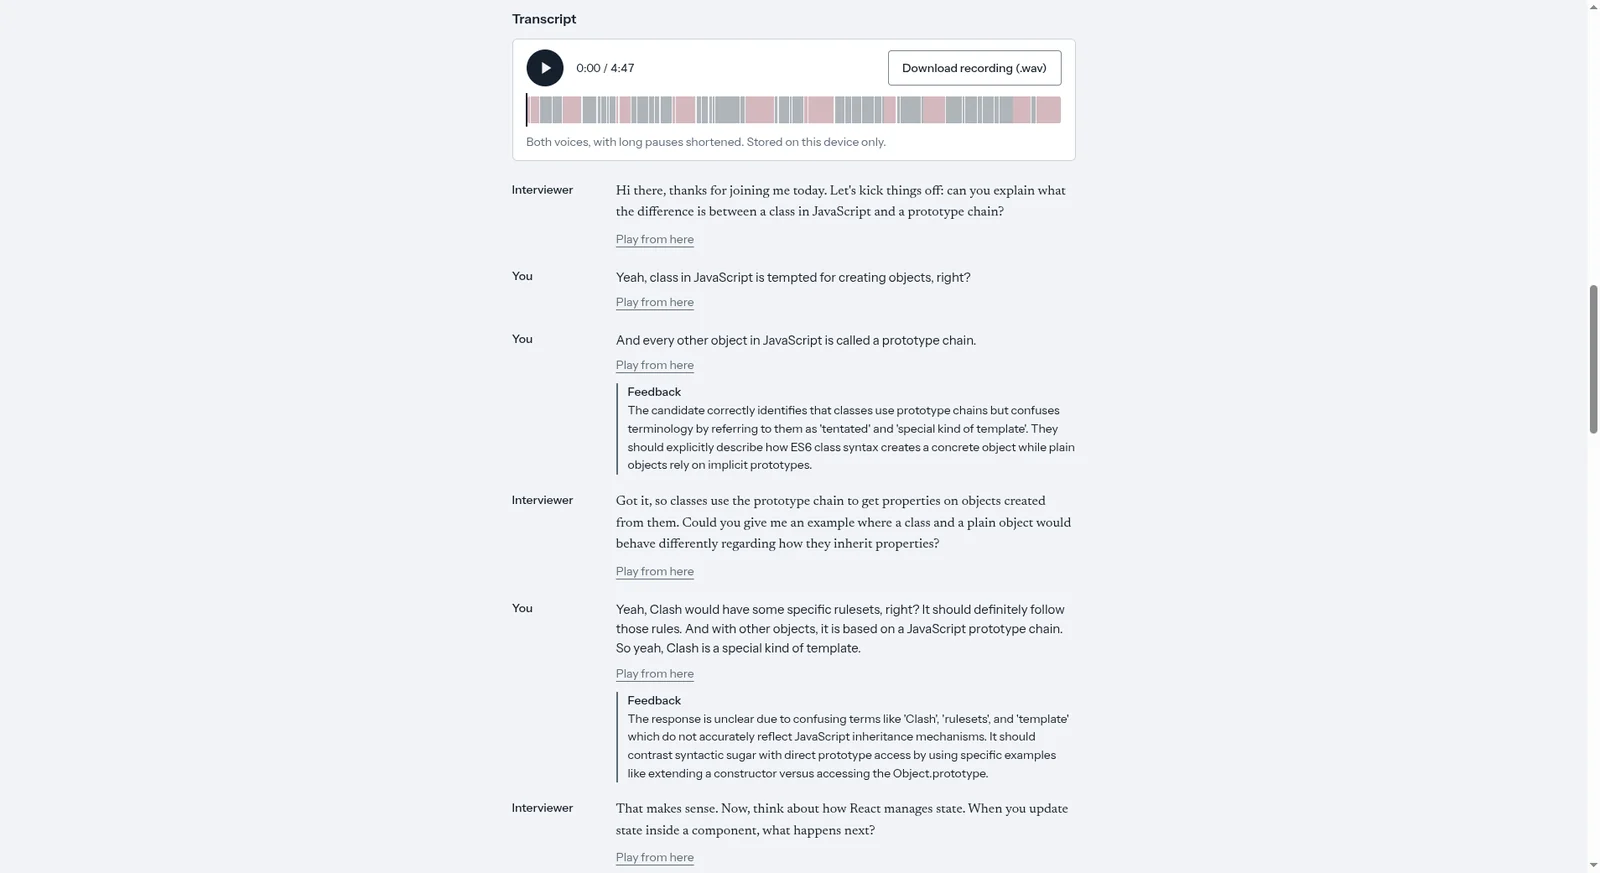 Transcript
0:00 / 4:47
Download recording (.wav)
Both voices, with long pauses shortened. Stored on this device only.
Interviewer
Hi there, thanks for joining me today. Let's kick things off: can you explain what
the difference is between a class in JavaScript and a prototype chain?
Play from here
You
Yeah, class in JavaScript is tempted for creating objects, right?
Play from here
You
And every other object in JavaScript is called a prototype chain.
Play from here
Feedback
The candidate correctly identifies that classes use prototype chains but confuses
terminology by referring to them as 'tentated' and 'special kind of template'. They
should explicitly describe how ES6 class syntax creates a concrete object while plain
objects rely on implicit prototypes.
Interviewer
Got it, so classes use the prototype chain to get properties on objects created
from them. Could you give me an example where a class and a plain object would
behave differently regarding how they inherit properties?
Play from here
You
Yeah, Clash would have some specific rulesets, right? It should definitely follow
those rules. And with other objects, it is based on a JavaScript prototype chain.
So yeah, Clash is a special kind of template.
Play from here
Feedback
The response is unclear due to confusing terms like 'Clash', 'rulesets', and 'template'
which do not accurately reflect JavaScript inheritance mechanisms. It should
contrast syntactic sugar with direct prototype access by using specific examples
like extending a constructor versus accessing the Object.prototype.
Interviewer
That makes sense. Now, think about how React manages state. When you update
state inside a component, what happens next?
Play from here